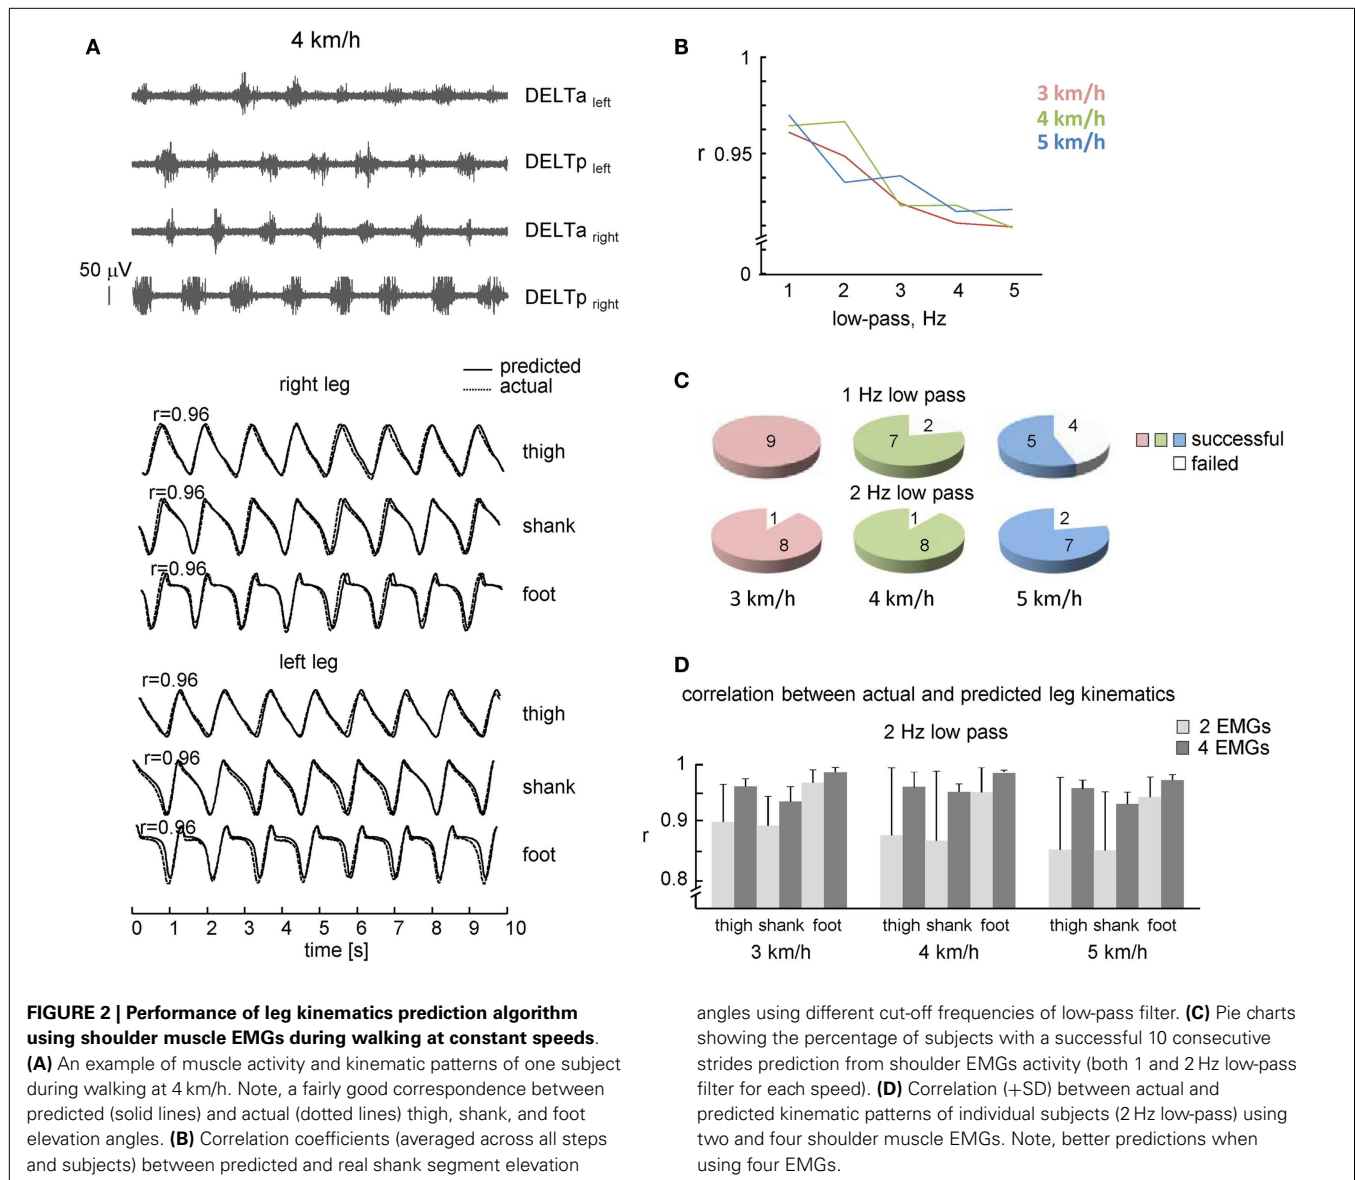 A
4 km/h
DELTa left
DELTp left
DELTa right
50 μV
DELTp right
predicted
actual
right leg
r=0.96
thigh
r=0.96
shank
r=0.96
foot
left leg
r=0.96
thigh
r=0.96
shank
r=0.96
foot
0 1 2 3 4 5 6 7 8 9 10
time [s]
B
1
3 km/h
4 km/h
5 km/h
r 0.95
0
1 2 3 4 5
low-pass, Hz
C
1 Hz low pass
9
7 2
5 4
successful
failed
2 Hz low pass
1 8
1 8
2 7
3 km/h 4 km/h 5 km/h
D
correlation between actual and predicted leg kinematics
2 Hz low pass
2 EMGs
4 EMGs
1
0.9
r
0.8
thigh shank foot thigh shank foot thigh shank foot
3 km/h 4 km/h 5 km/h
FIGURE 2 | Performance of leg kinematics prediction algorithm
using shoulder muscle EMGs during walking at constant speeds.
(A) An example of muscle activity and kinematic patterns of one subject
during walking at 4 km/h. Note, a fairly good correspondence between
predicted (solid lines) and actual (dotted lines) thigh, shank, and foot
elevation angles. (B) Correlation coefficients (averaged across all steps
and subjects) between predicted and real shank segment elevation
angles using different cut-off frequencies of low-pass filter. (C) Pie charts
showing the percentage of subjects with a successful 10 consecutive
strides prediction from shoulder EMGs activity (both 1 and 2 Hz low-pass
filter for each speed). (D) Correlation (+SD) between actual and
predicted kinematic patterns of individual subjects (2 Hz low-pass) using
two and four shoulder muscle EMGs. Note, better predictions when
using four EMGs.